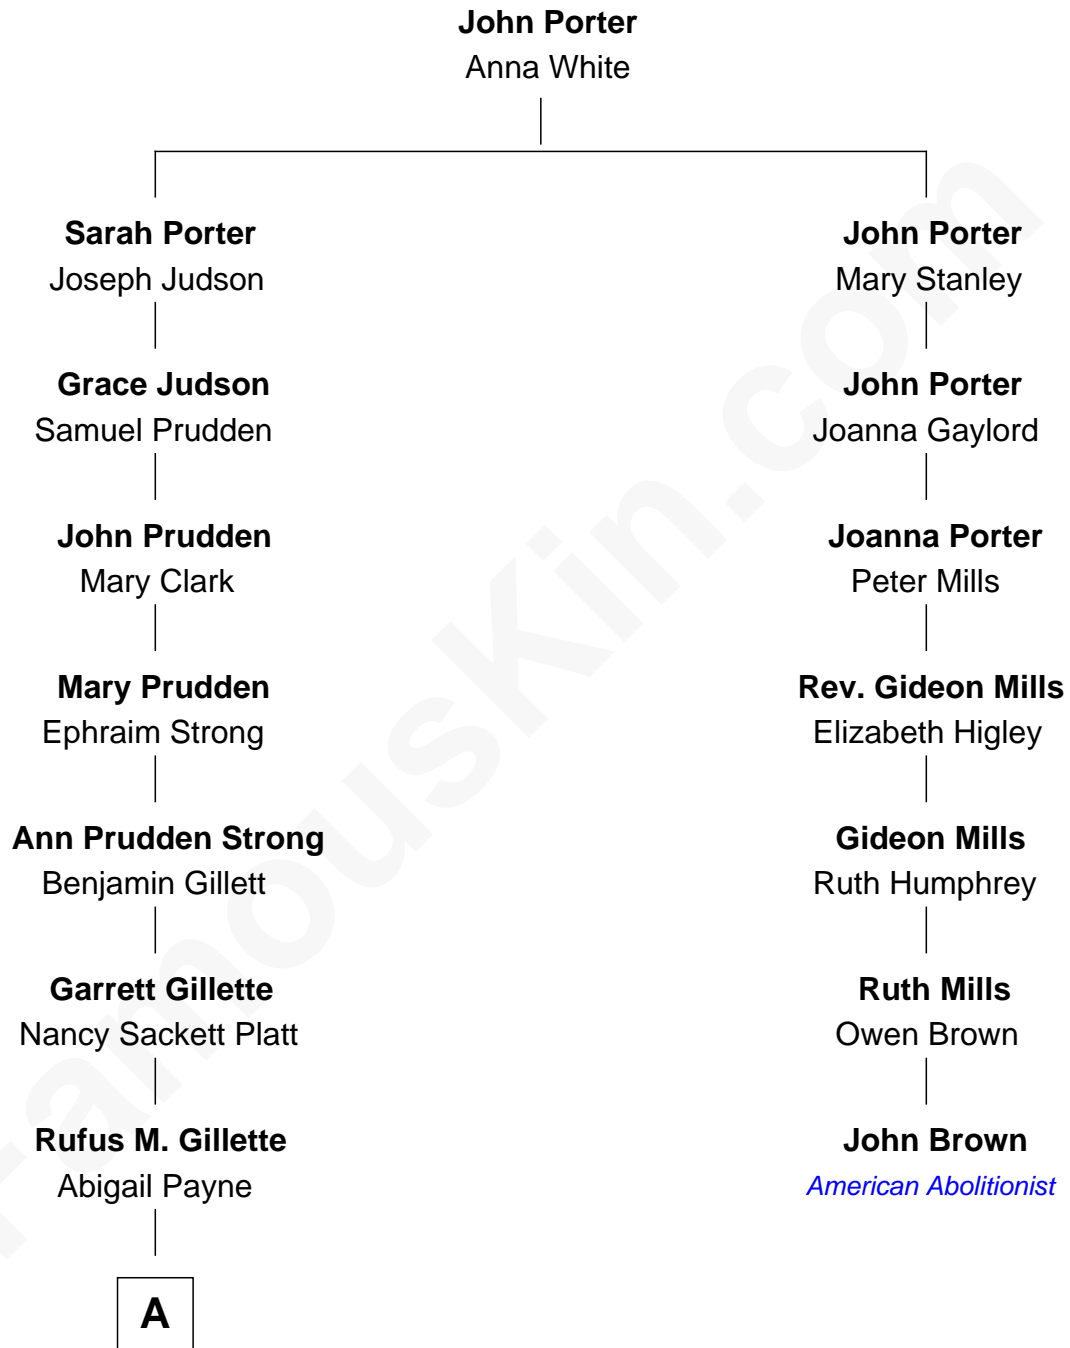 John Porter
Anna White
Sarah Porter
Joseph Judson
John Porter
Mary Stanley
Grace Judson
Samuel Prudden
John Porter
Joanna Gaylord
John Prudden
Mary Clark
Joanna Porter
Peter Mills
Mary Prudden
Ephraim Strong
Rev. Gideon Mills
Elizabeth Higley
Ann Prudden Strong
Benjamin Gillett
Gideon Mills
Ruth Humphrey
Garrett Gillette
Nancy Sackett Platt
Ruth Mills
Owen Brown
Rufus M. Gillette
Abigail Payne
John Brown
American Abolitionist
A
FamousKin.com